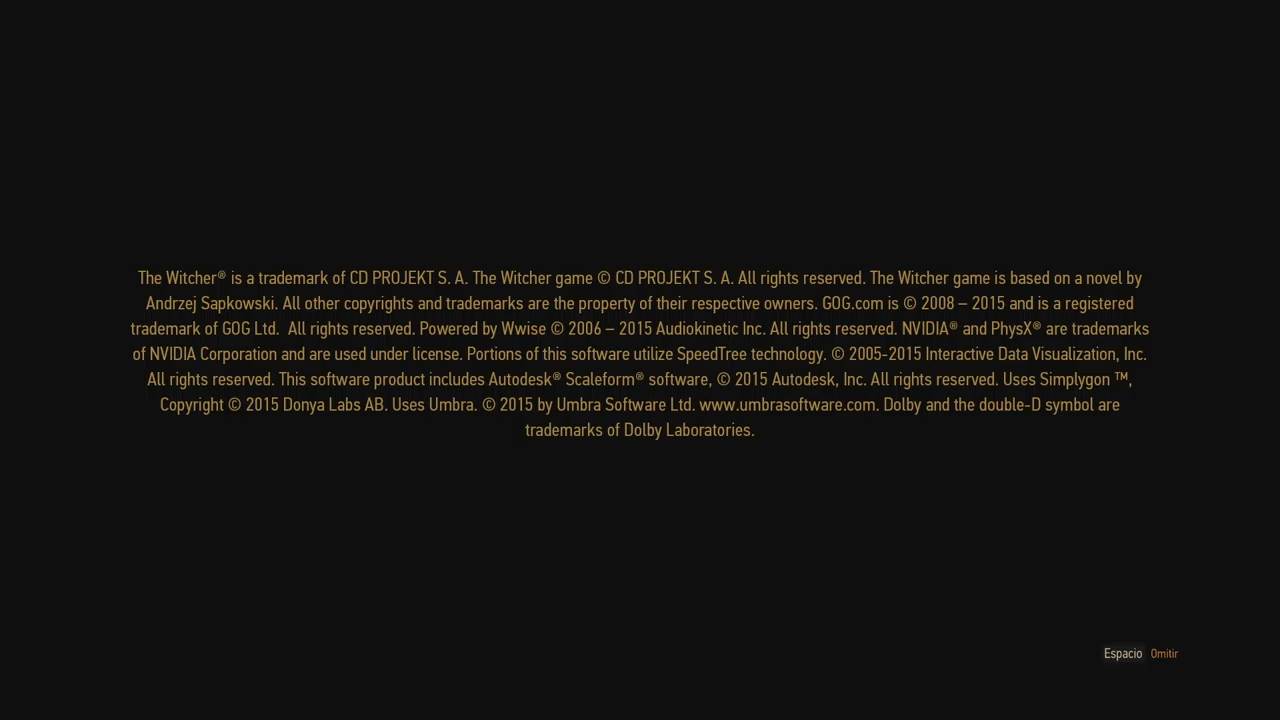 The Witcher® is a trademark of CD PROJEKT S. A. The Witcher game © CD PROJEKT S. A. All rights reserved. The Witcher game is based on a novel by
Andrzej Sapkowski. All other copyrights and trademarks are the property of their respective owners. GOG.com is © 2008 – 2015 and is a registered
trademark of GOG Ltd.  All rights reserved. Powered by Wwise © 2006 – 2015 Audiokinetic Inc. All rights reserved. NVIDIA® and PhysX® are trademarks
of NVIDIA Corporation and are used under license. Portions of this software utilize SpeedTree technology. © 2005-2015 Interactive Data Visualization, Inc.
All rights reserved. This software product includes Autodesk® Scaleform® software, © 2015 Autodesk, Inc. All rights reserved. Uses Simplygon ™,
Copyright © 2015 Donya Labs AB. Uses Umbra. © 2015 by Umbra Software Ltd. www.umbrasoftware.com. Dolby and the double-D symbol are
trademarks of Dolby Laboratories.
Espacio Omitir